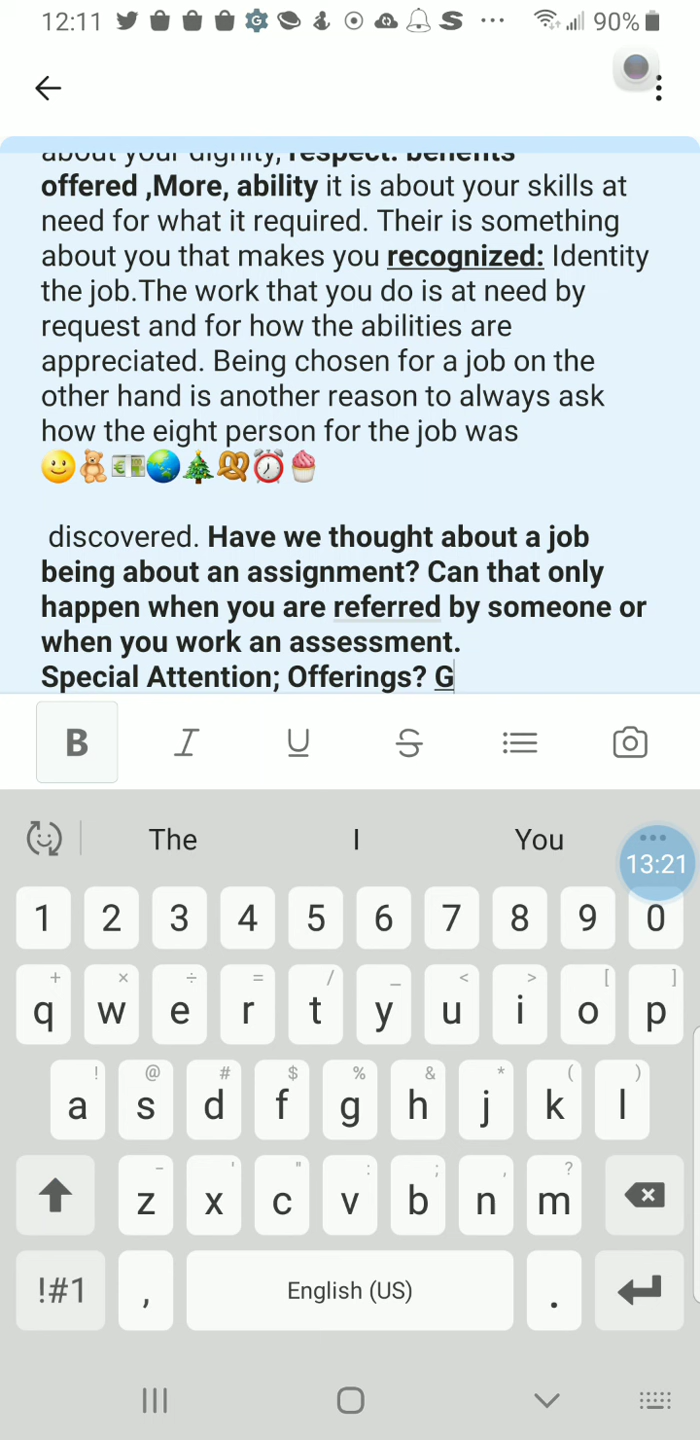 12:11 90%
about your dignity, respect. benefits
offered ,More, ability it is about your skills at
need for what it required. Their is something
about you that makes you recognized: Identity
the job.The work that you do is at need by
request and for how the abilities are
appreciated. Being chosen for a job on the
other hand is another reason to always ask
how the eight person for the job was
discovered. Have we thought about a job
being about an assignment? Can that only
happen when you are referred by someone or
when you work an assessment.
Special Attention; Offerings? G
B I U S
The I You
13:21
1 2 3 4 5 6 7 8 9 0
+ × ÷ = / _ < > [ ]
q w e r t y u i o p
! @ # $ % & * ( )
a s d f g h j k l
- ' " : ; , ?
z x c v b n m
!#1 , English (US) .